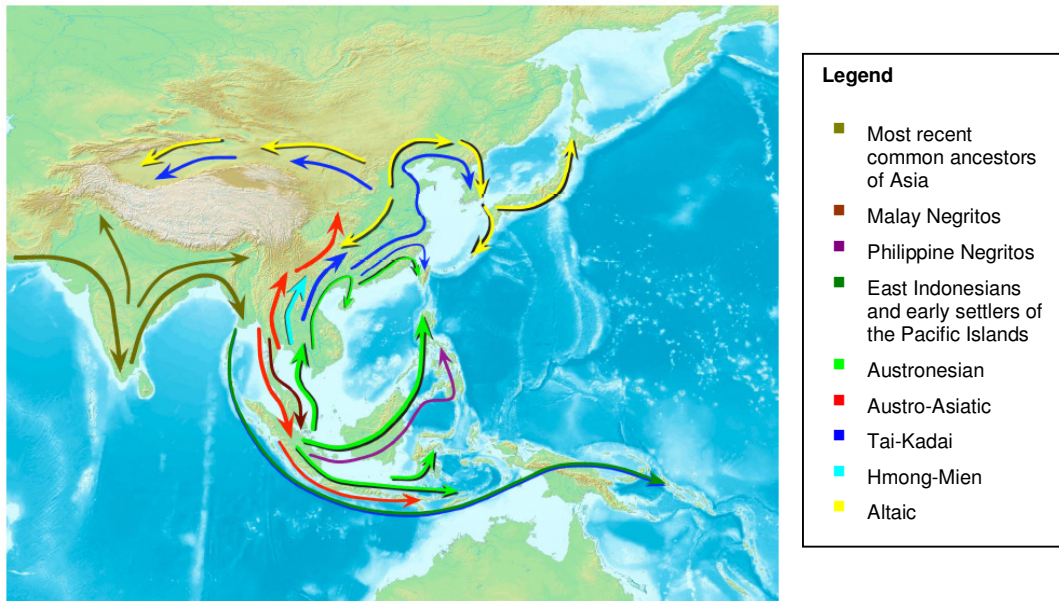 Legend
Most recent
common ancestors
of Asia
Malay Negritos
Philippine Negritos
East Indonesians
and early settlers of
the Pacific Islands
Austronesian
Austro-Asiatic
Tai-Kadai
Hmong-Mien
Altaic